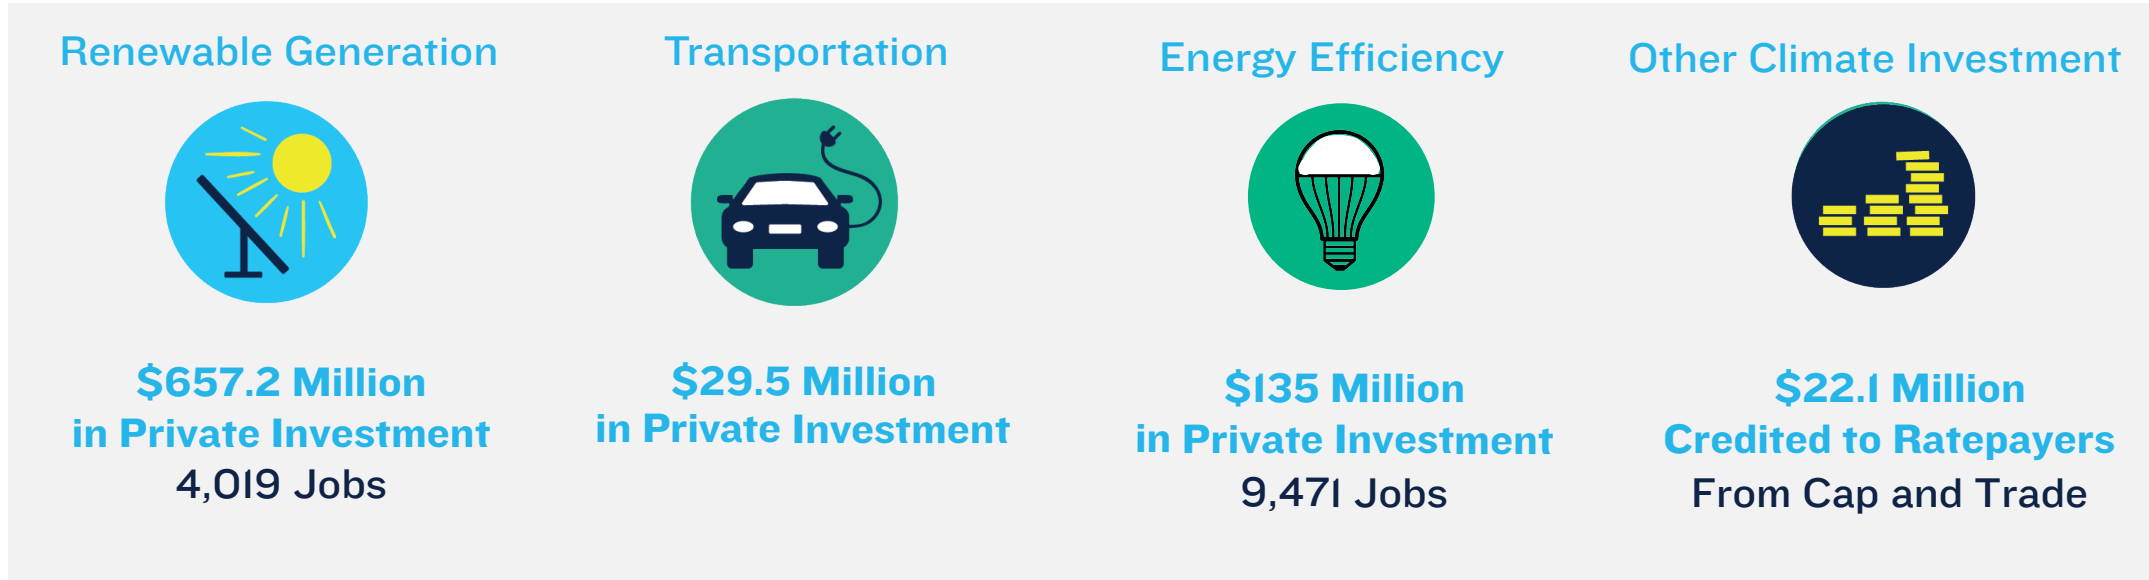 Renewable Generation
$657.2 Million
in Private Investment
4,019 Jobs
Transportation
$29.5 Million
in Private Investment
Energy Efficiency
$135 Million
in Private Investment
9,471 Jobs
Other Climate Investment
$22.1 Million
Credited to Ratepayers
From Cap and Trade